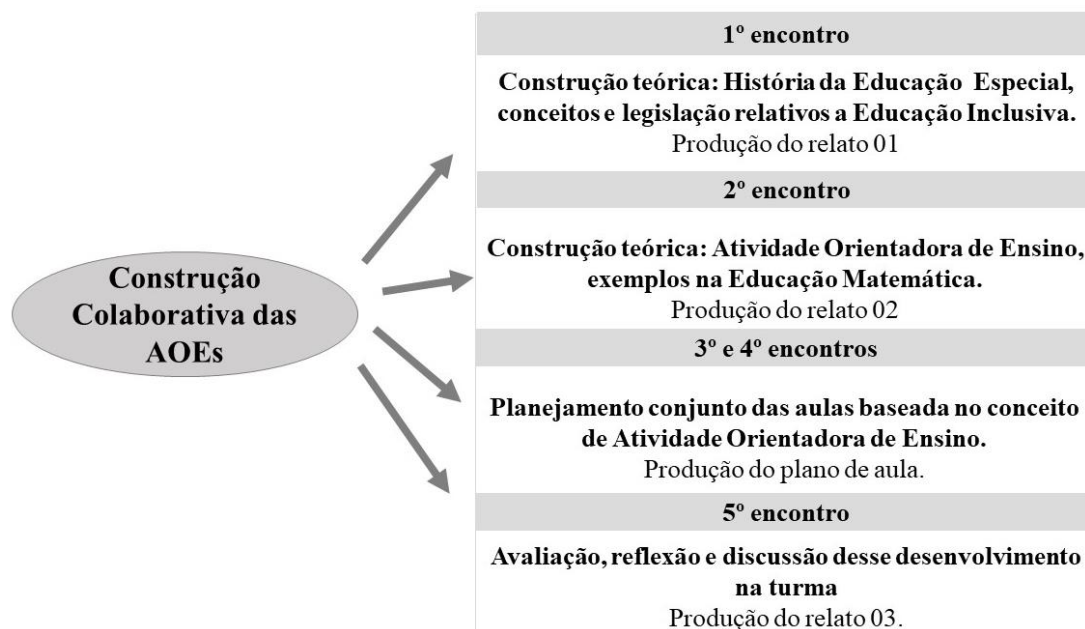 Construção
Colaborativa das
AOEs
1º encontro
Construção teórica: História da Educação Especial,
conceitos e legislação relativos a Educação Inclusiva.
Produção do relato 01
2º encontro
Construção teórica: Atividade Orientadora de Ensino,
exemplos na Educação Matemática.
Produção do relato 02
3º e 4º encontros
Planejamento conjunto das aulas baseada no conceito
de Atividade Orientadora de Ensino.
Produção do plano de aula.
5º encontro
Avaliação, reflexão e discussão desse desenvolvimento
na turma
Produção do relato 03.